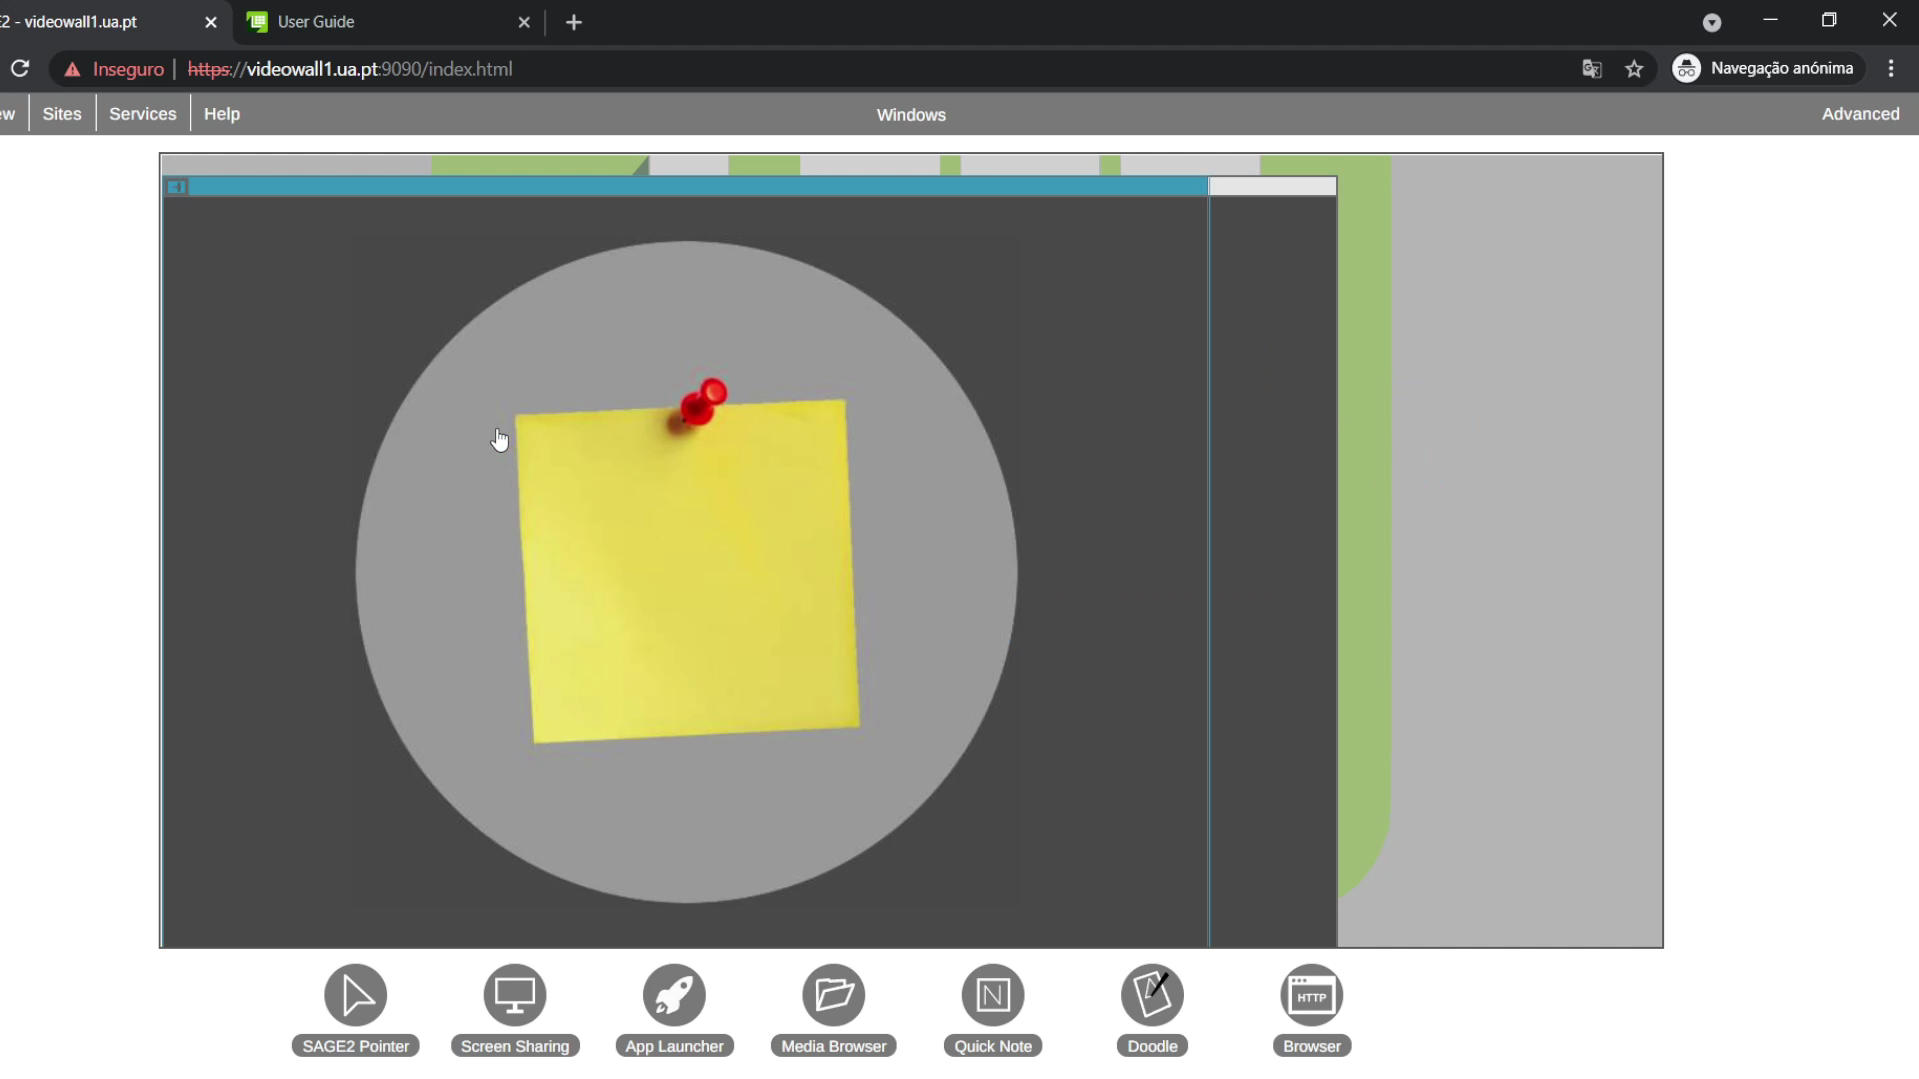 E2 - videowall1.ua.pt
User Guide
Inseguro | https://videowall1.ua.pt:9090/index.html
Navegação anónima
ew
Sites
Services
Help
Windows
Advanced
SAGE2 Pointer
Screen Sharing
App Launcher
Media Browser
N
Quick Note
Doodle
HTTP
Browser